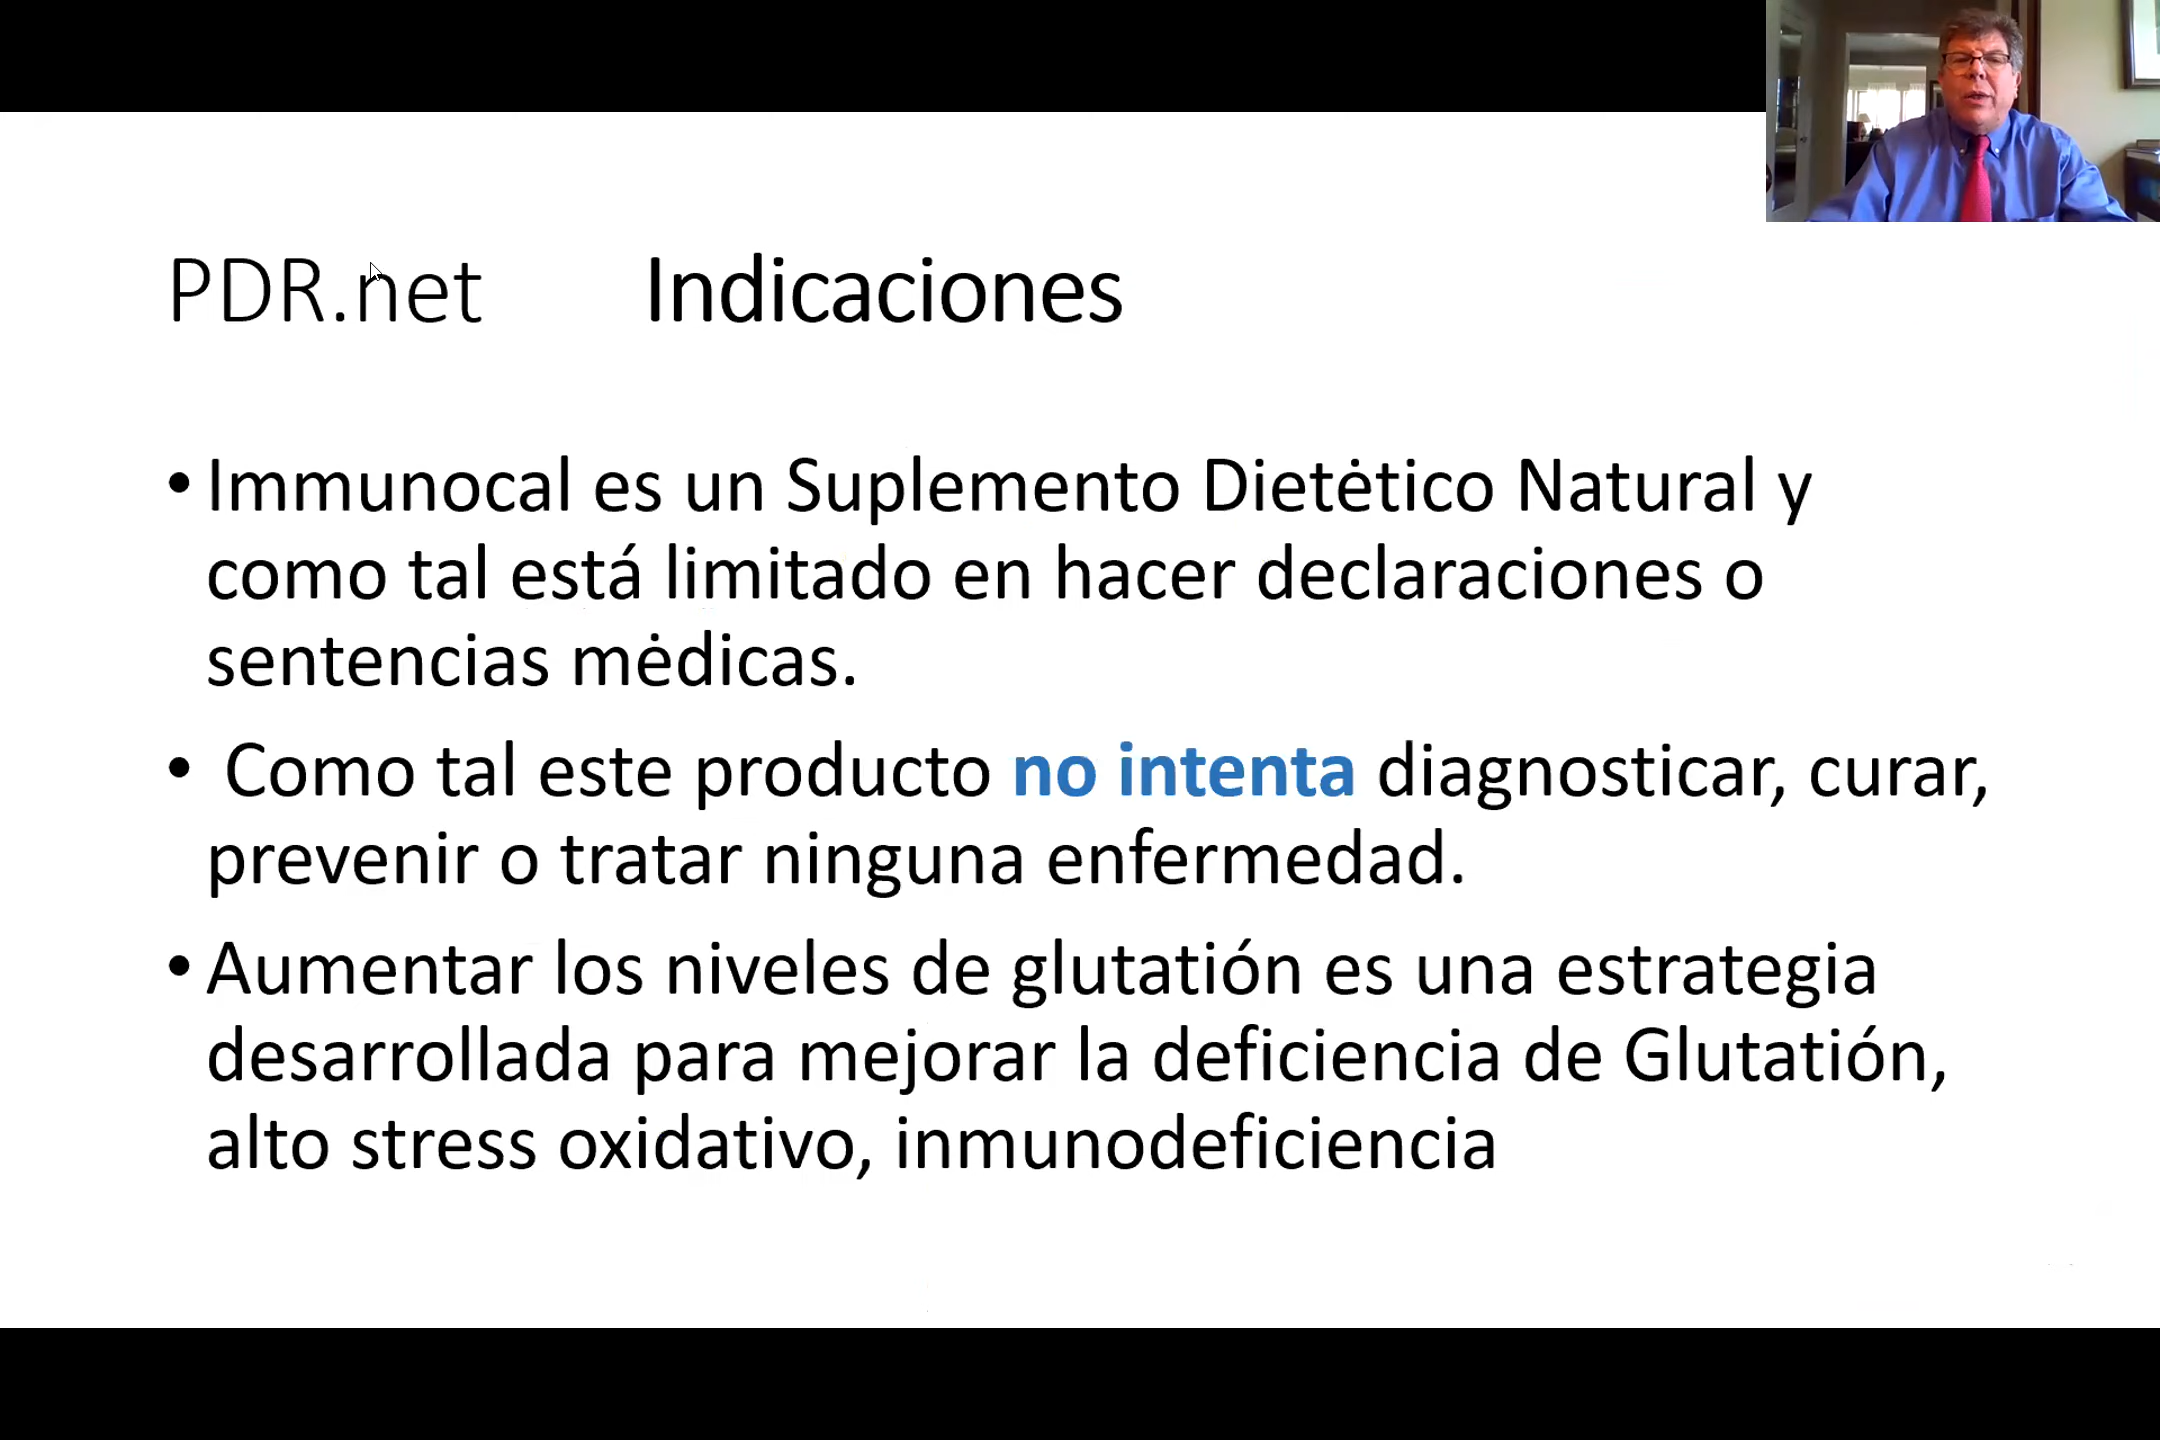 PDR.net Indicaciones
• Immunocal es un Suplemento Dietėtico Natural y
como tal está limitado en hacer declaraciones o
sentencias mėdicas.
• Como tal este producto no intenta diagnosticar, curar,
prevenir o tratar ninguna enfermedad.
• Aumentar los niveles de glutatión es una estrategia
desarrollada para mejorar la deficiencia de Glutatión,
alto stress oxidativo, inmunodeficiencia